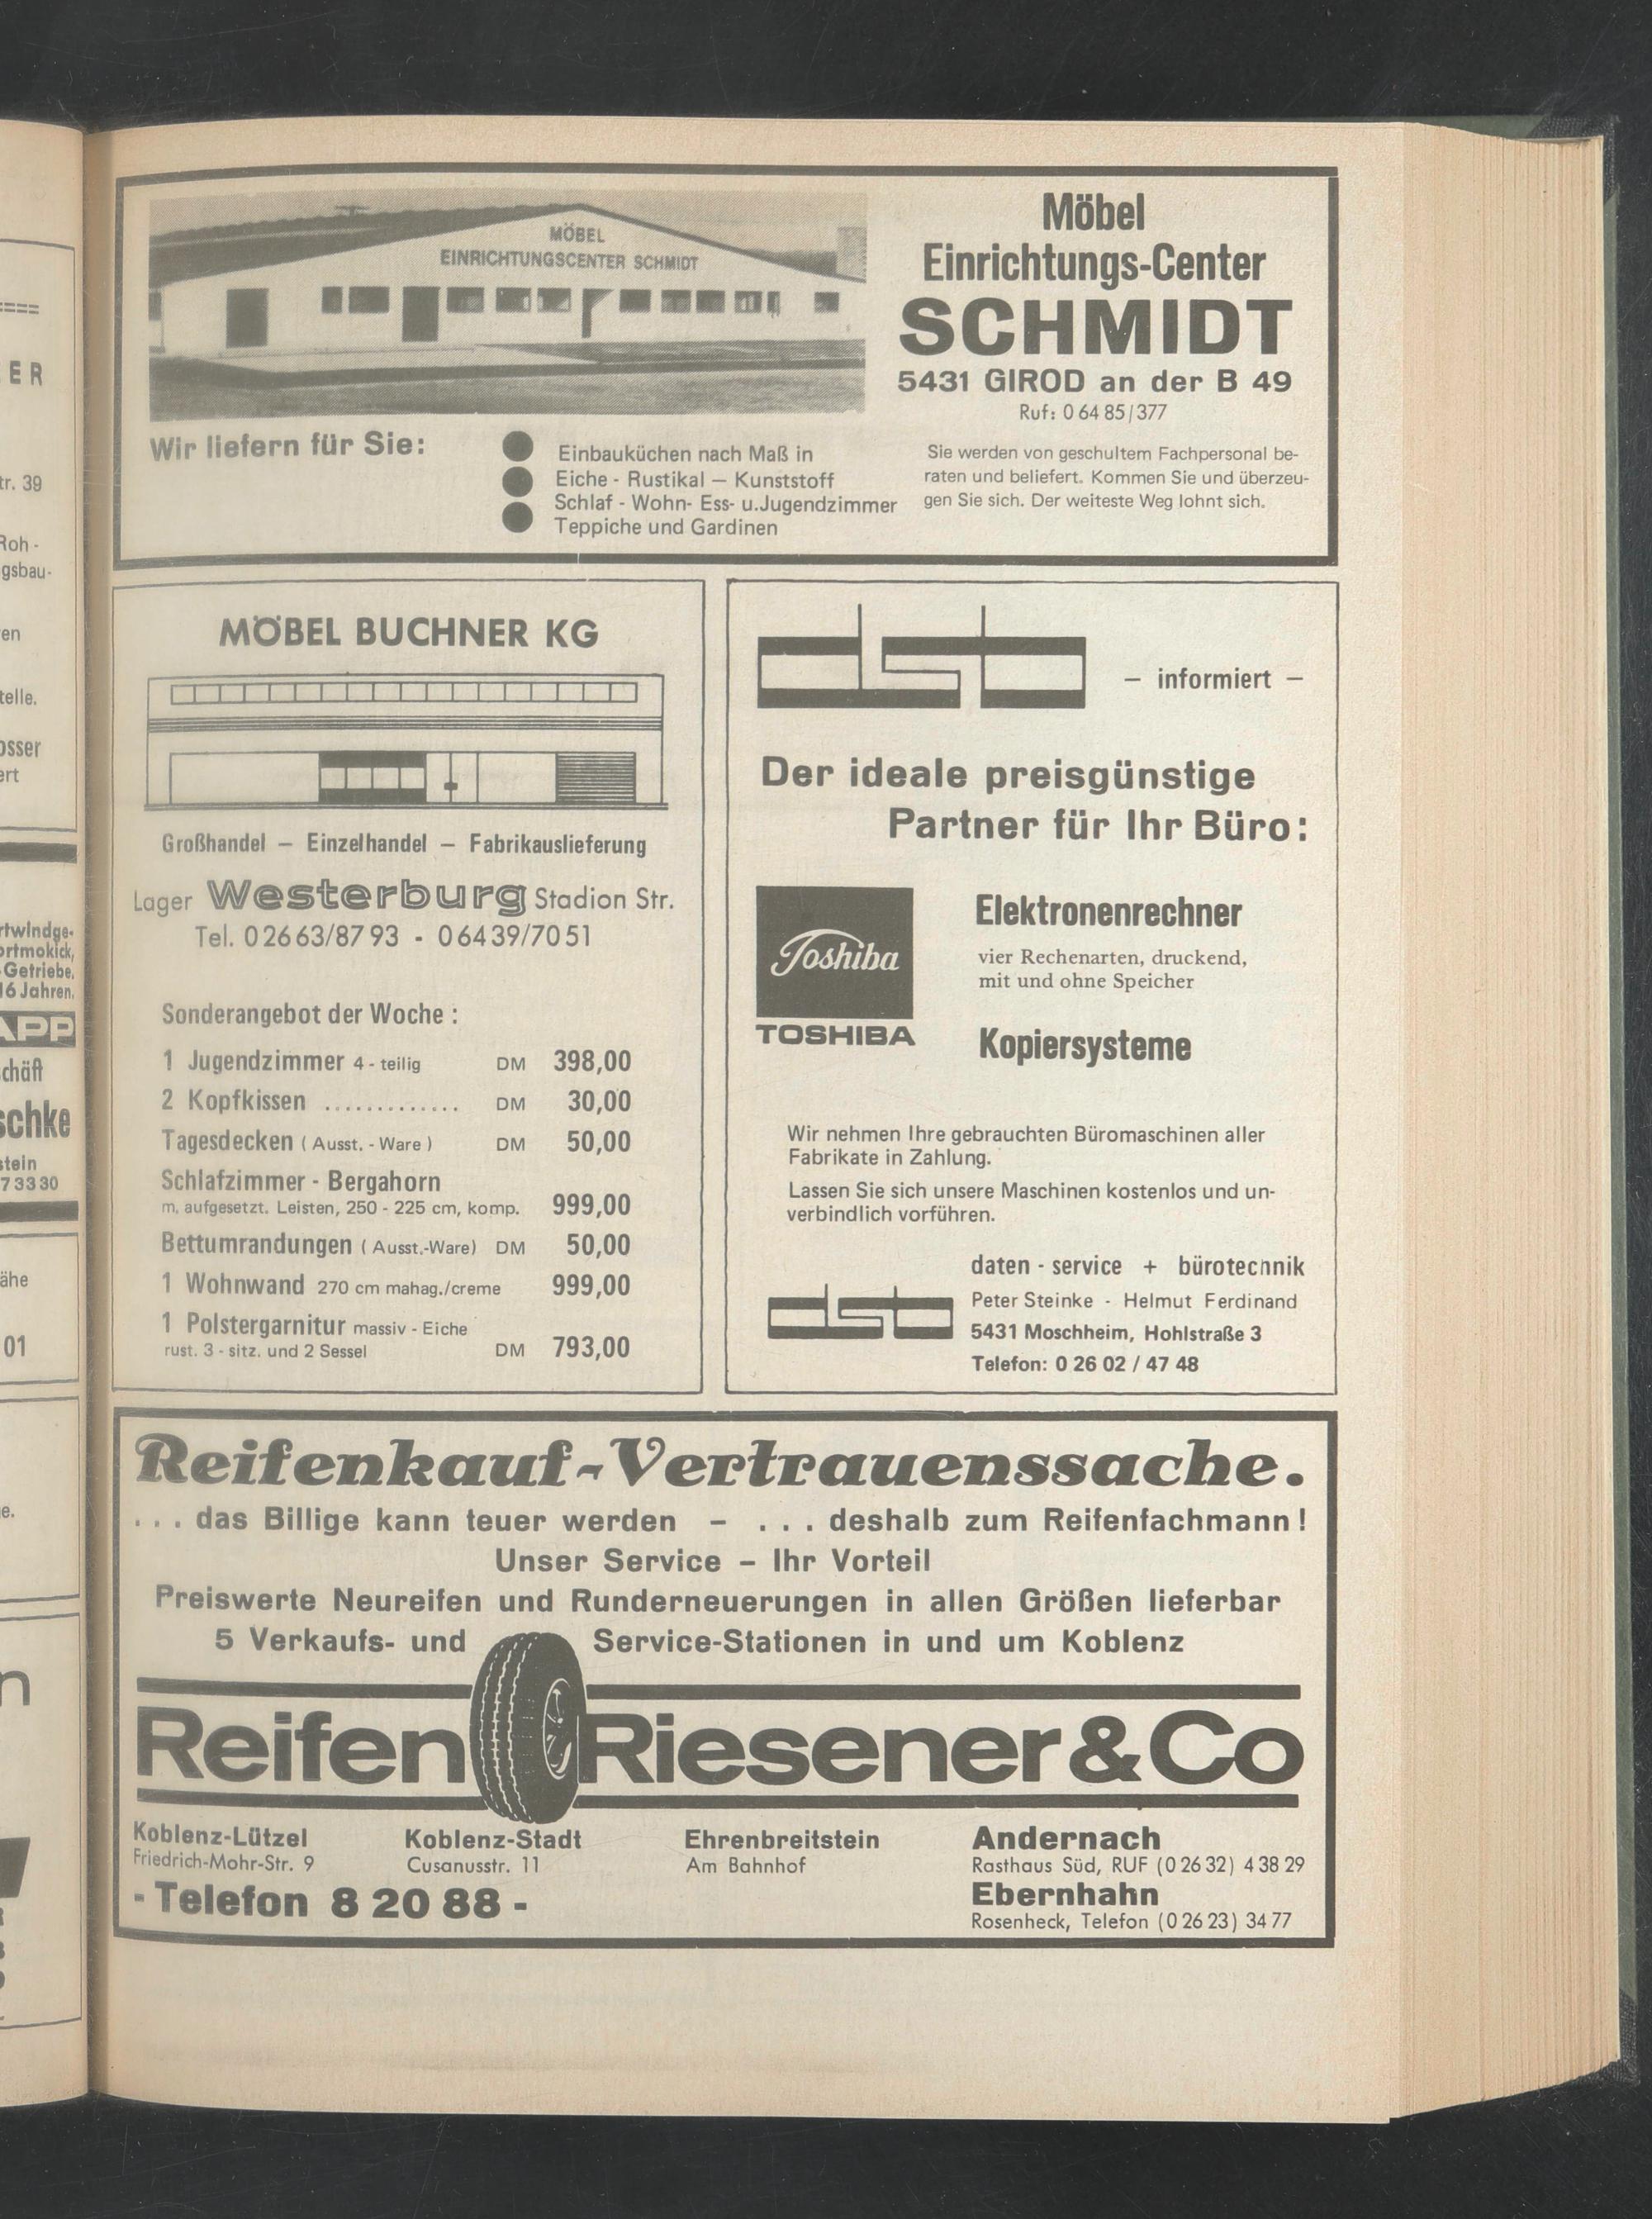 MÖBEL
EINRICHTUNGSCENTER SCHMIDT
Möbel
Einrichtungs-Center
SCHMIDT
5431 GIROD an der B 49
Ruf: 0 64 85/377
Wir liefern für Sie:
Einbauküchen nach Maß in
Eiche - Rustikal — Kunststoff
Schlaf - Wohn- Ess- u.Jugendzimmer
Teppiche und Gardinen
Sie werden von geschultem Fachpersonal be-
raten und beliefert. Kommen Sie und überzeu-
gen Sie sich. Der weiteste Weg lohnt sich.
MÖBEL BUCHNER KG
Großhandel — Einzelhandel — Fabrikauslieferung
Lager Westerburg Stadion Str.
Tel. 02663/8793 - 06439/7051
Sonderangebot der Woche :
1 Jugendzimmer 4 - teilig DM 398,00
2 Kopfkissen ............. DM 30,00
Tagesdecken ( Ausst. - Ware ) DM 50,00
Schlafzimmer - Bergahorn
m. aufgesetzt. Leisten, 250 - 225 cm, komp. 999,00
Bettumrandungen ( Ausst.-Ware) DM 50,00
1 Wohnwand 270 cm mahag./creme 999,00
1 Polstergarnitur massiv - Eiche
rust. 3 - sitz. und 2 Sessel DM 793,00
dsb — informiert —
Der ideale preisgünstige
Partner für Ihr Büro:
Toshiba
TOSHIBA
Elektronenrechner
vier Rechenarten, druckend,
mit und ohne Speicher
Kopiersysteme
Wir nehmen Ihre gebrauchten Büromaschinen aller
Fabrikate in Zahlung.
Lassen Sie sich unsere Maschinen kostenlos und un-
verbindlich vorführen.
dsb
daten - service + bürotechnik
Peter Steinke - Helmut Ferdinand
5431 Moschheim, Hohlstraße 3
Telefon: 0 26 02 / 47 48
Reifenkauf-Vertrauenssache.
... das Billige kann teuer werden — ... deshalb zum Reifenfachmann!
Unser Service — Ihr Vorteil
Preiswerte Neureifen und Runderneuerungen in allen Größen lieferbar
5 Verkaufs- und Service-Stationen in und um Koblenz
Reifen Riesener & Co
Koblenz-Lützel
Friedrich-Mohr-Str. 9
Koblenz-Stadt
Cusanusstr. 11
- Telefon 8 20 88 -
Ehrenbreitstein
Am Bahnhof
Andernach
Rasthaus Süd, RUF (0 26 32) 4 38 29
Ebernhahn
Rosenheck, Telefon (0 26 23) 34 77